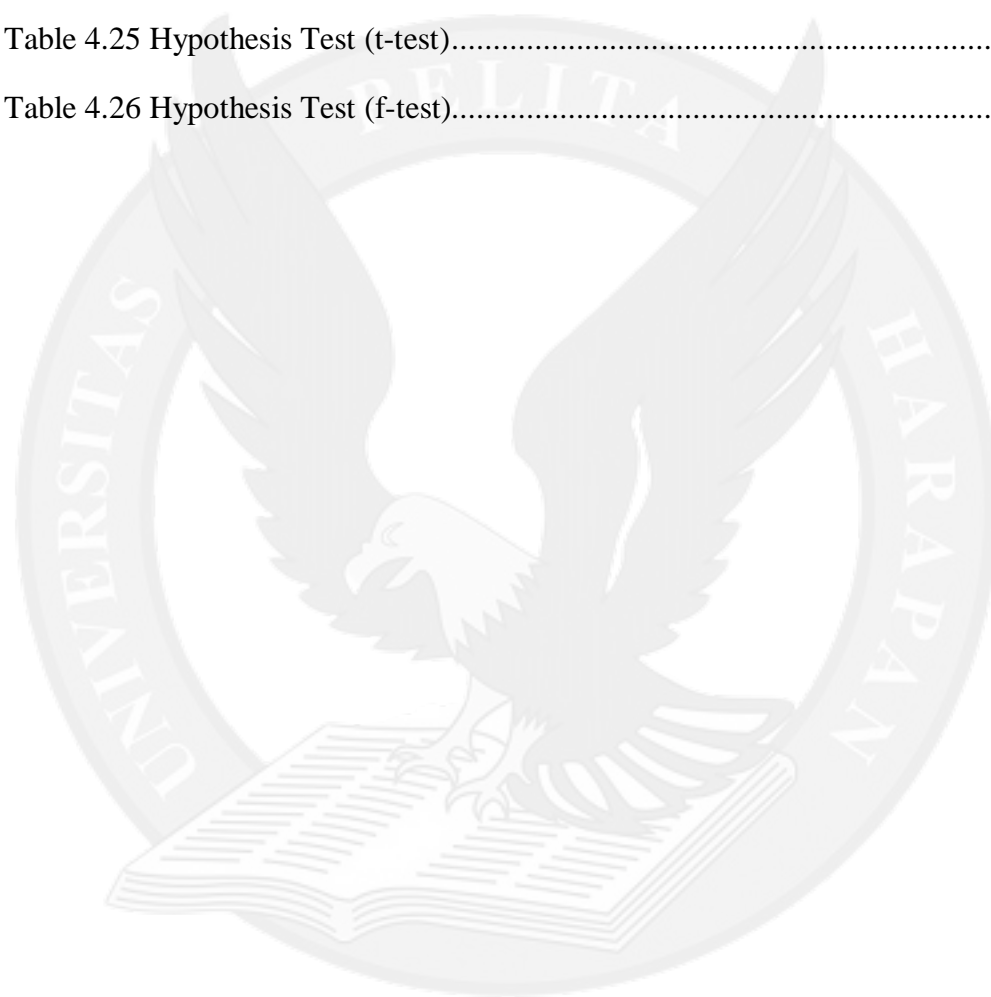 Table 4.25 Hypothesis Test (t-test)................................................................
Table 4.26 Hypothesis Test (f-test)................................................................
UNIVERSITAS PELITA HARAPAN